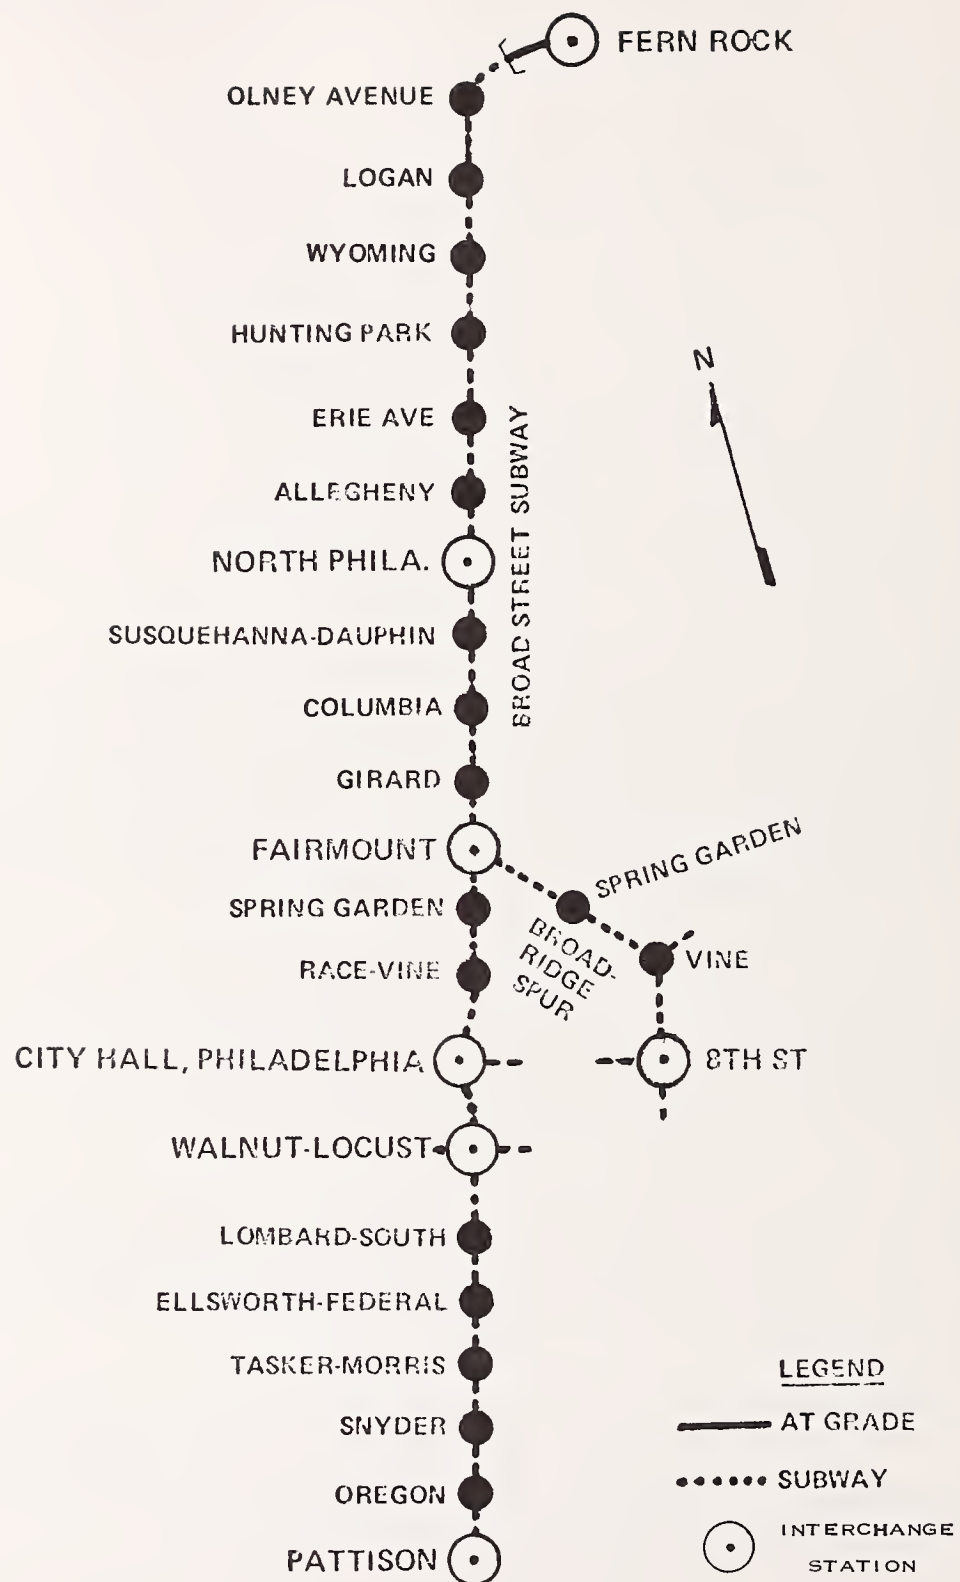 FERN ROCK
OLNEY AVENUE
LOGAN
WYOMING
HUNTING PARK
N
ERIE AVE
BROAD STREET SUBWAY
ALLEGHENY
NORTH PHILA.
SUSQUEHANNA-DAUPHIN
COLUMBIA
GIRARD
FAIRMOUNT
SPRING GARDEN
SPRING GARDEN
BROAD-
RIDGE
SPUR
VINE
RACE-VINE
CITY HALL, PHILADELPHIA
8TH ST
WALNUT-LOCUST
LOMBARD-SOUTH
ELLSWORTH-FEDERAL
TASKER-MORRIS
SNYDER
OREGON
PATTISON
LEGEND
AT GRADE
SUBWAY
INTERCHANGE
STATION